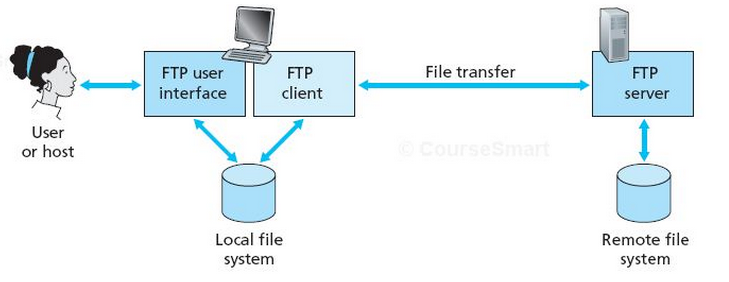 FTP user
interface
FTP
client
File transfer
FTP
server
User
or host
© CourseSmart
Local file
system
Remote file
system